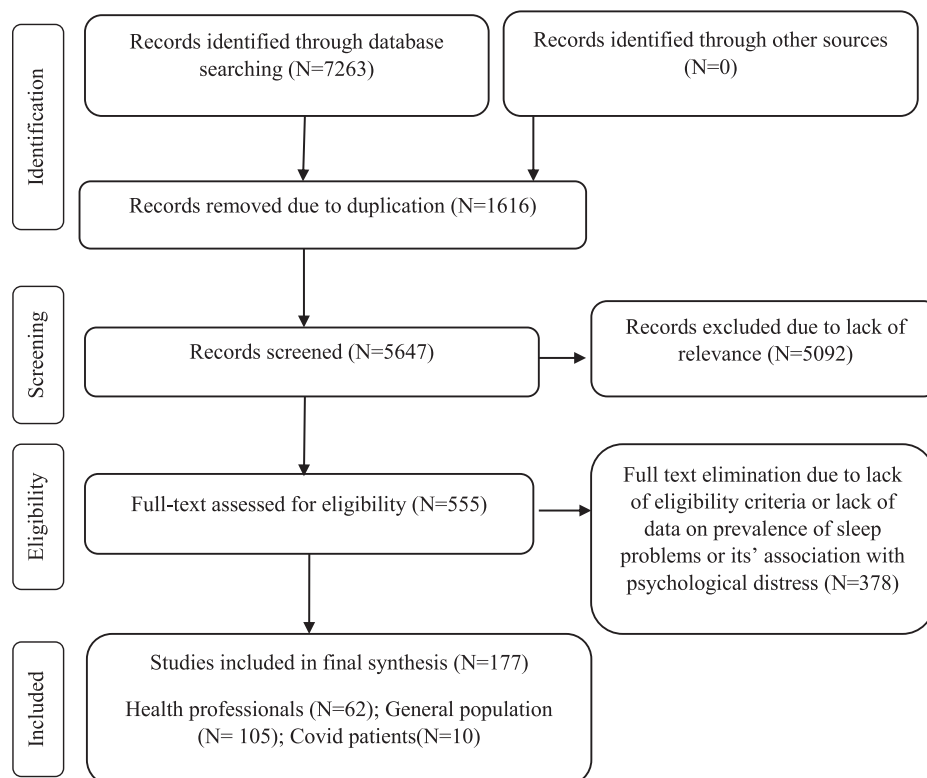 Identification
Records identified through database
searching (N=7263)
Records identified through other sources
(N=0)
Records removed due to duplication (N=1616)
Screening
Records screened (N=5647)
Records excluded due to lack of
relevance (N=5092)
Eligibility
Full-text assessed for eligibility (N=555)
Full text elimination due to lack
of eligibility criteria or lack of
data on prevalence of sleep
problems or its’ association with
psychological distress (N=378)
Included
Studies included in final synthesis (N=177)
Health professionals (N=62); General population
(N= 105); Covid patients(N=10)